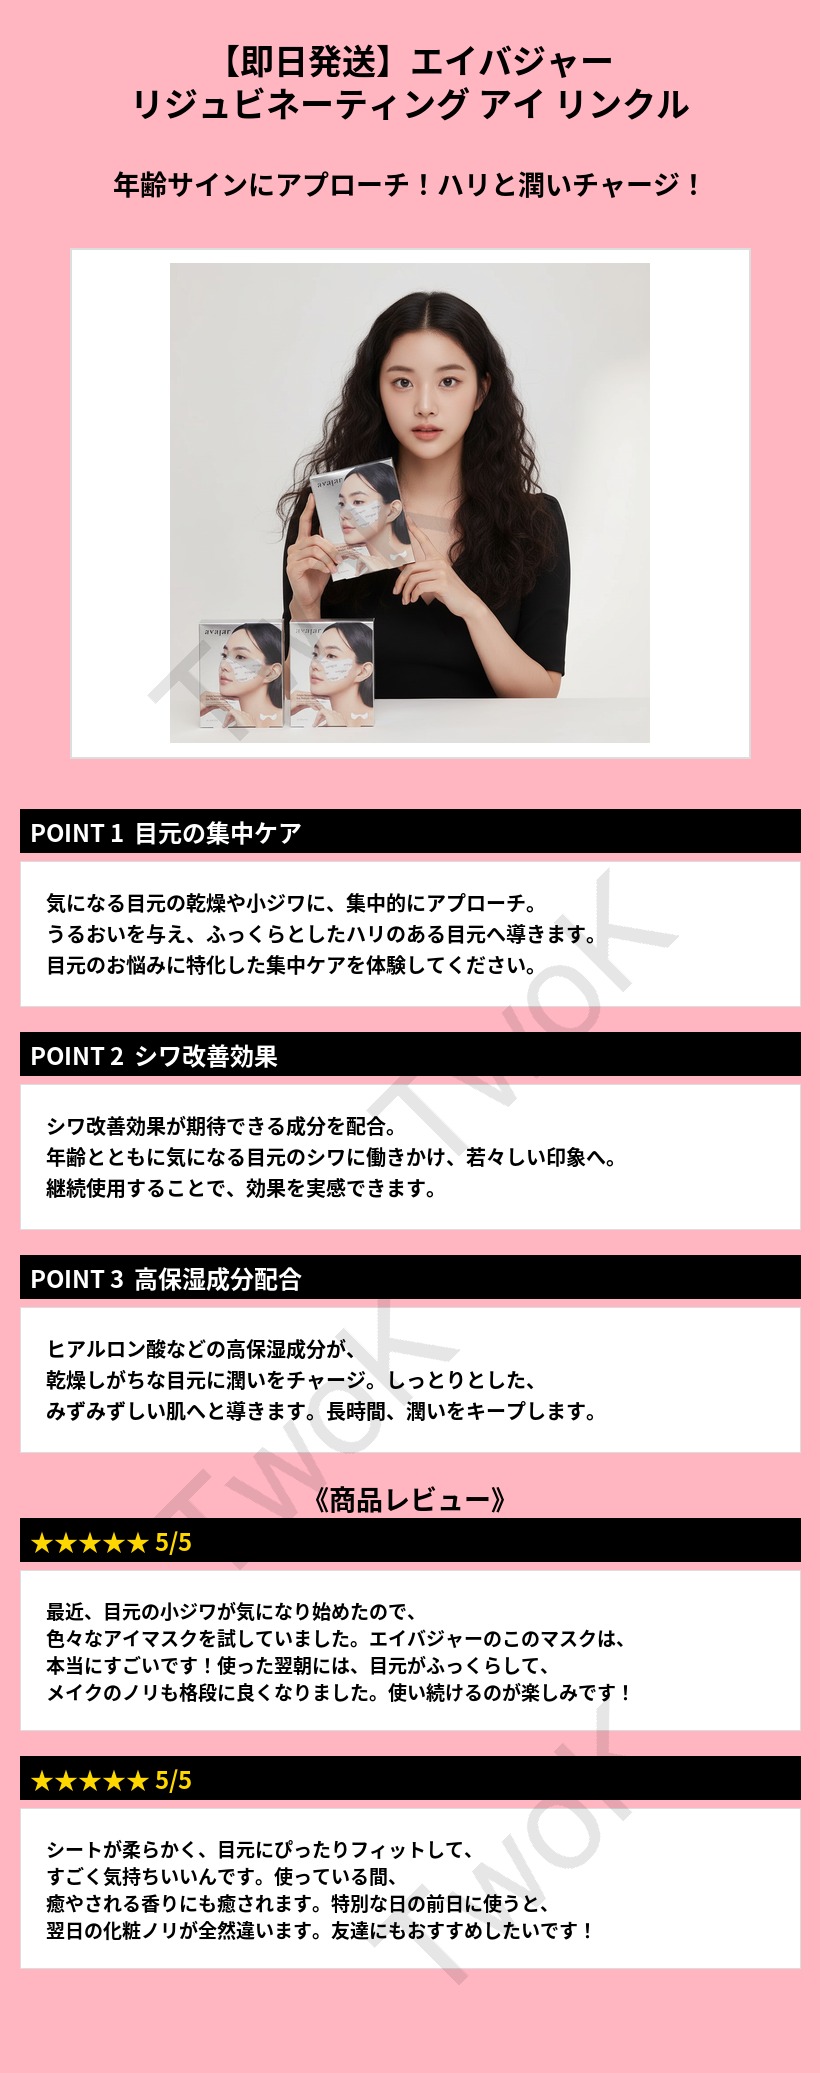 【即日発送】エイバジャー
リジュビネーティング アイ リンクル
年齢サインにアプローチ！ハリと潤いチャージ！
avajar
avajar
avajar
POINT 1 目元の集中ケア
気になる目元の乾燥や小ジワに、集中的にアプローチ。
うるおいを与え、ふっくらとしたハリのある目元へ導きます。
目元のお悩みに特化した集中ケアを体験してください。
POINT 2 シワ改善効果
シワ改善効果が期待できる成分を配合。
年齢とともに気になる目元のシワに働きかけ、若々しい印象へ。
継続使用することで、効果を実感できます。
POINT 3 高保湿成分配合
ヒアルロン酸などの高保湿成分が、
乾燥しがちな目元に潤いをチャージ。しっとりとした、
みずみずしい肌へと導きます。長時間、潤いをキープします。
《商品レビュー》
★★★★★ 5/5
最近、目元の小ジワが気になり始めたので、
色々なアイマスクを試していました。エイバジャーのこのマスクは、
本当にすごいです！使った翌朝には、目元がふっくらして、
メイクのノリも格段に良くなりました。使い続けるのが楽しみです！
★★★★★ 5/5
シートが柔らかく、目元にぴったりフィットして、
すごく気持ちいいんです。使っている間、
癒やされる香りにも癒されます。特別な日の前日に使うと、
翌日の化粧ノリが全然違います。友達にもおすすめしたいです！
TwoK
TwoK
TwoK
TwoK